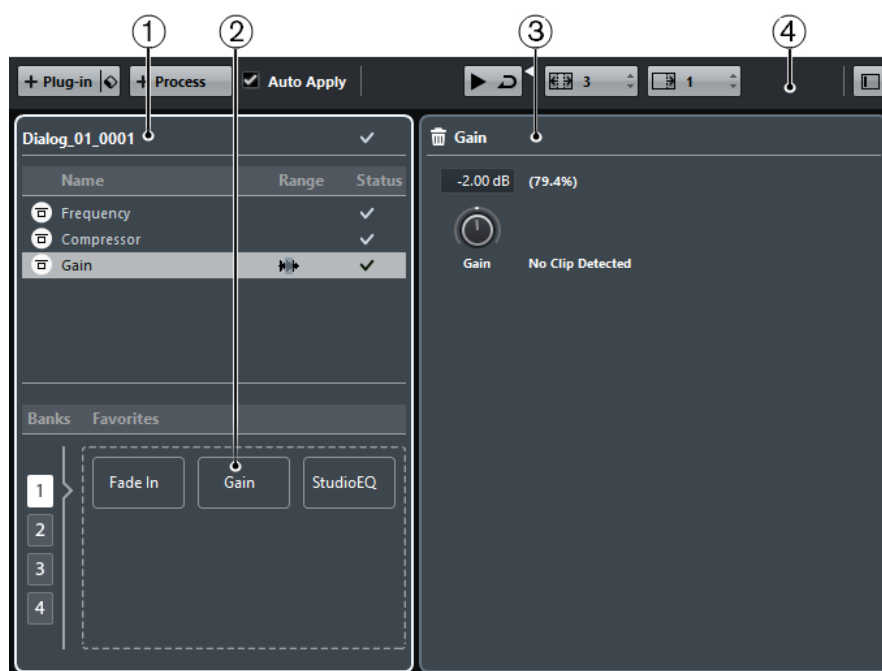 1 2 3 4
+ Plug-in + Process Auto Apply 3 1
Dialog_01_0001
Name Range Status
Frequency
Compressor
Gain
Banks Favorites
1
2
3
4
Fade In Gain StudioEQ
Gain
-2.00 dB (79.4%)
Gain No Clip Detected